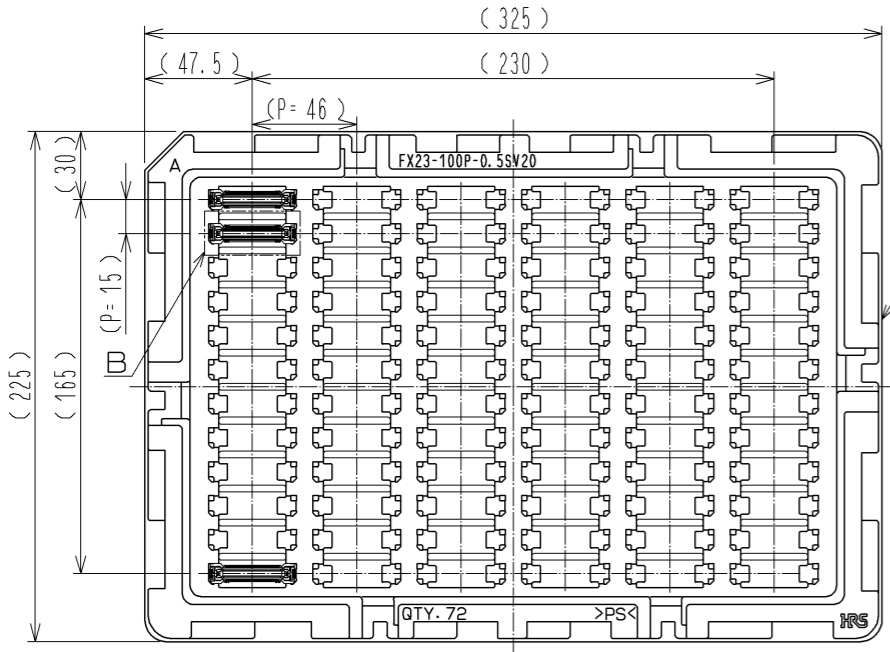 ( 325 )
( 47.5 )
( 230 )
(P= 46 )
( 30 )
A
FX23-100P-0.5SV20
(P= 15 )
B
( 225 )
( 165 )
QTY. 72
>PS<
HRS